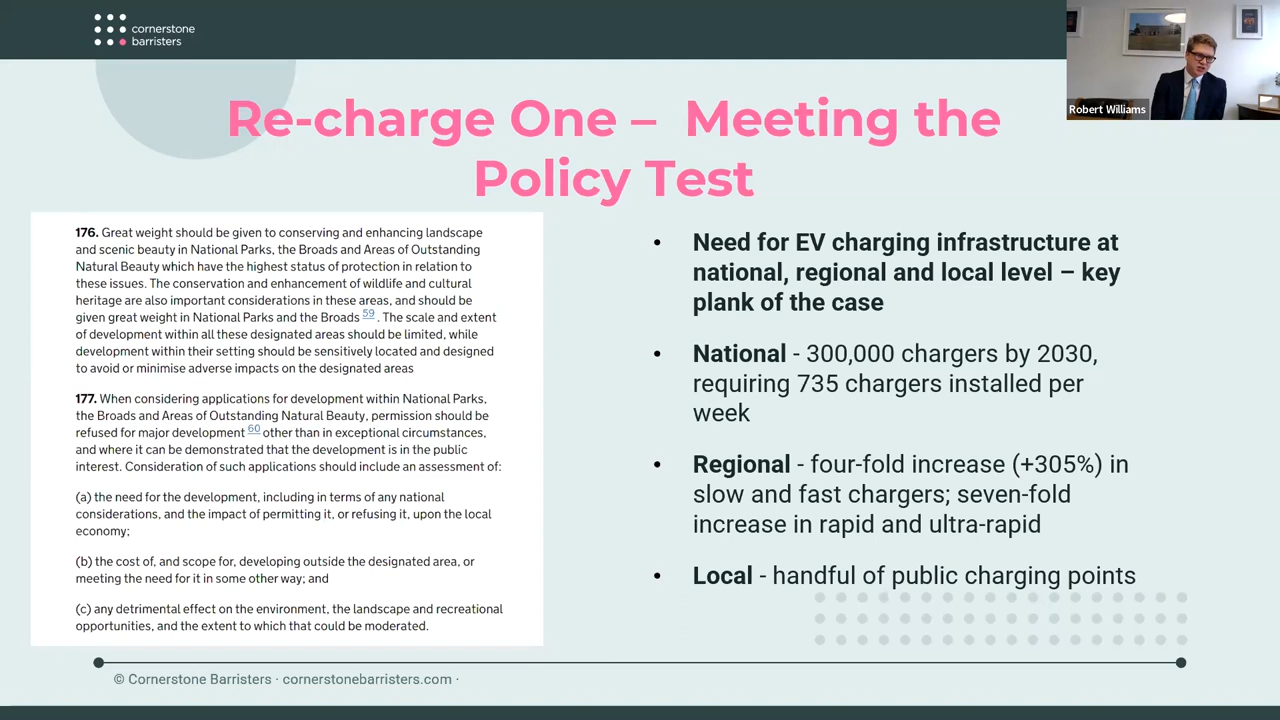 cornerstone
barristers
Robert Williams
Re-charge One – Meeting the
Policy Test
176. Great weight should be given to conserving and enhancing landscape
and scenic beauty in National Parks, the Broads and Areas of Outstanding
Natural Beauty which have the highest status of protection in relation to
these issues. The conservation and enhancement of wildlife and cultural
heritage are also important considerations in these areas, and should be
given great weight in National Parks and the Broads 59 . The scale and extent
of development within all these designated areas should be limited, while
development within their setting should be sensitively located and designed
to avoid or minimise adverse impacts on the designated areas
177. When considering applications for development within National Parks,
the Broads and Areas of Outstanding Natural Beauty, permission should be
refused for major development 60 other than in exceptional circumstances,
and where it can be demonstrated that the development is in the public
interest. Consideration of such applications should include an assessment of:
(a) the need for the development, including in terms of any national
considerations, and the impact of permitting it, or refusing it, upon the local
economy;
(b) the cost of, and scope for, developing outside the designated area, or
meeting the need for it in some other way; and
(c) any detrimental effect on the environment, the landscape and recreational
opportunities, and the extent to which that could be moderated.
• Need for EV charging infrastructure at
national, regional and local level – key
plank of the case
• National - 300,000 chargers by 2030,
requiring 735 chargers installed per
week
• Regional - four-fold increase (+305%) in
slow and fast chargers; seven-fold
increase in rapid and ultra-rapid
• Local - handful of public charging points
© Cornerstone Barristers · cornerstonebarristers.com ·